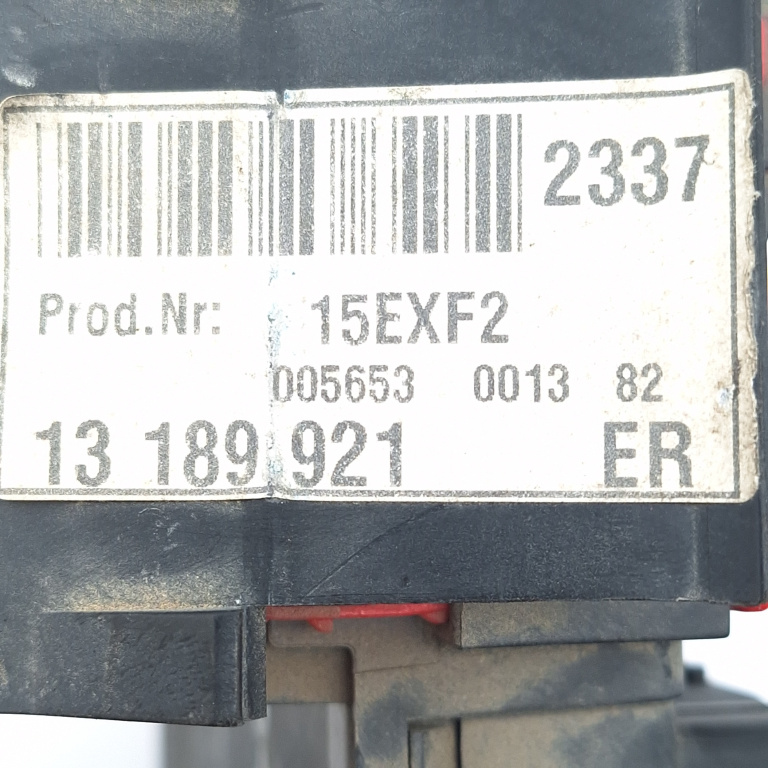 2337
Prod.Nr: 15EXF2
005653 0013 82
13 189 921 ER